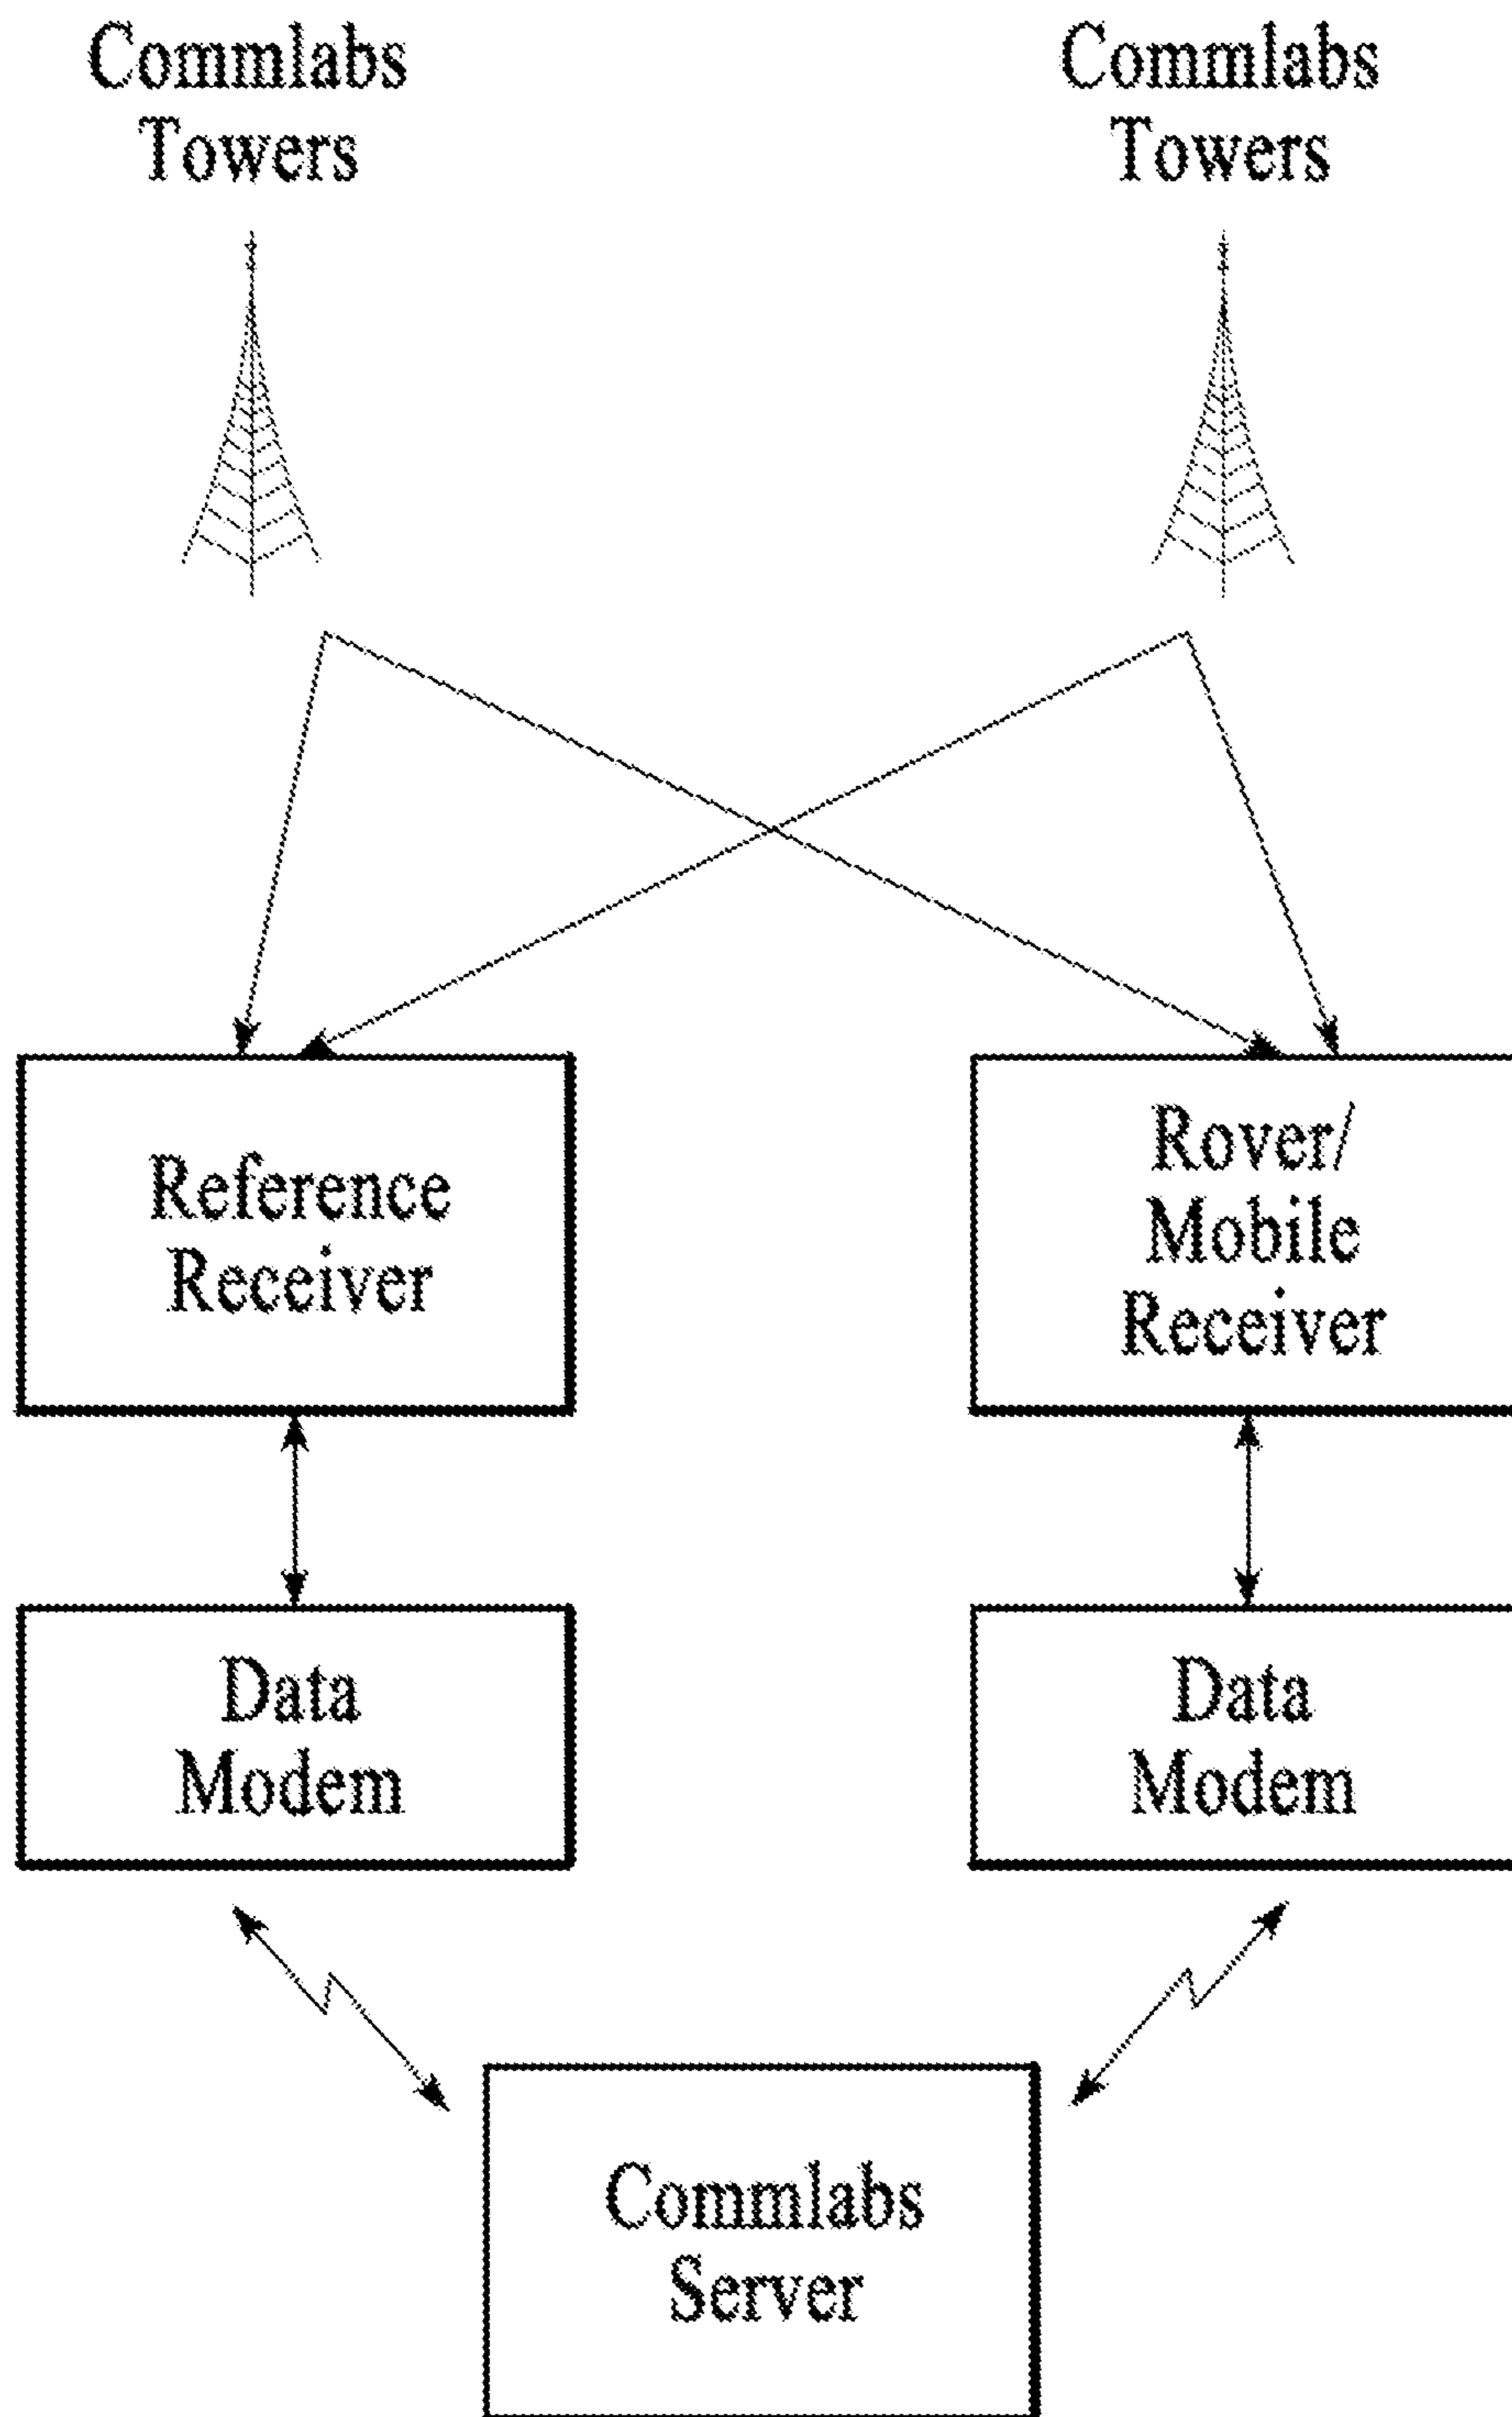 Commlabs
Towers
Commlabs
Towers
Reference
Receiver
Rover/
Mobile
Receiver
Data
Modem
Data
Modem
Commlabs
Server